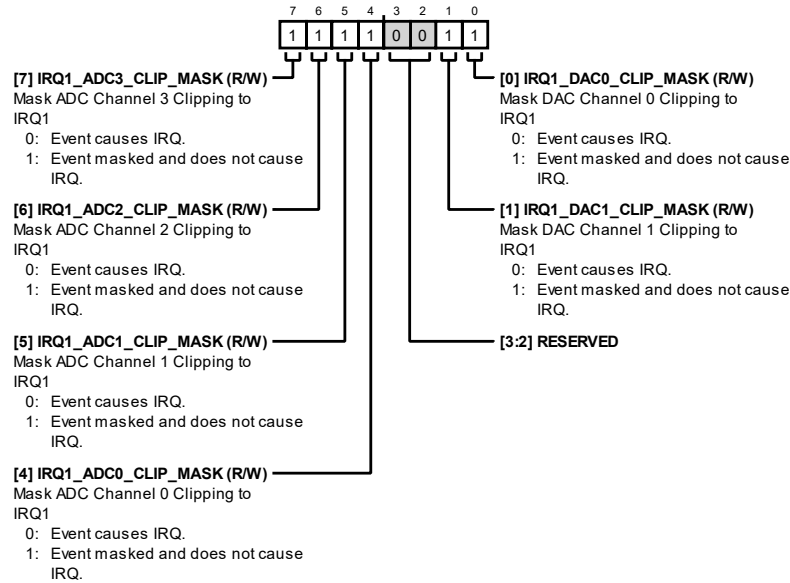 7 6 5 4 3 2 1 0
1 1 1 1 0 0 1 1
[7] IRQ1_ADC3_CLIP_MASK (R/W)
Mask ADC Channel 3 Clipping to
IRQ1
0: Event causes IRQ.
1: Event masked and does not cause
IRQ.
[6] IRQ1_ADC2_CLIP_MASK (R/W)
Mask ADC Channel 2 Clipping to
IRQ1
0: Event causes IRQ.
1: Event masked and does not cause
IRQ.
[5] IRQ1_ADC1_CLIP_MASK (R/W)
Mask ADC Channel 1 Clipping to
IRQ1
0: Event causes IRQ.
1: Event masked and does not cause
IRQ.
[4] IRQ1_ADC0_CLIP_MASK (R/W)
Mask ADC Channel 0 Clipping to
IRQ1
0: Event causes IRQ.
1: Event masked and does not cause
IRQ.
[0] IRQ1_DAC0_CLIP_MASK (R/W)
Mask DAC Channel 0 Clipping to
IRQ1
0: Event causes IRQ.
1: Event masked and does not cause
IRQ.
[1] IRQ1_DAC1_CLIP_MASK (R/W)
Mask DAC Channel 1 Clipping to
IRQ1
0: Event causes IRQ.
1: Event masked and does not cause
IRQ.
[3:2] RESERVED